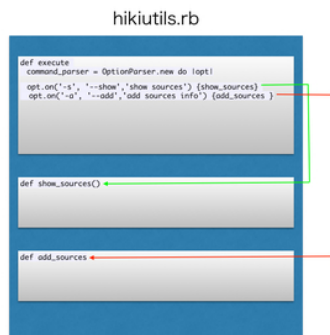 hikiutils.rb
def execute
command_parser = OptionParser.new do |opt|
opt.on('-s', '--show','show sources') {show_sources}
opt.on('-a', '--add','add sources info') {add_sources }
def show_sources()
def add_sources